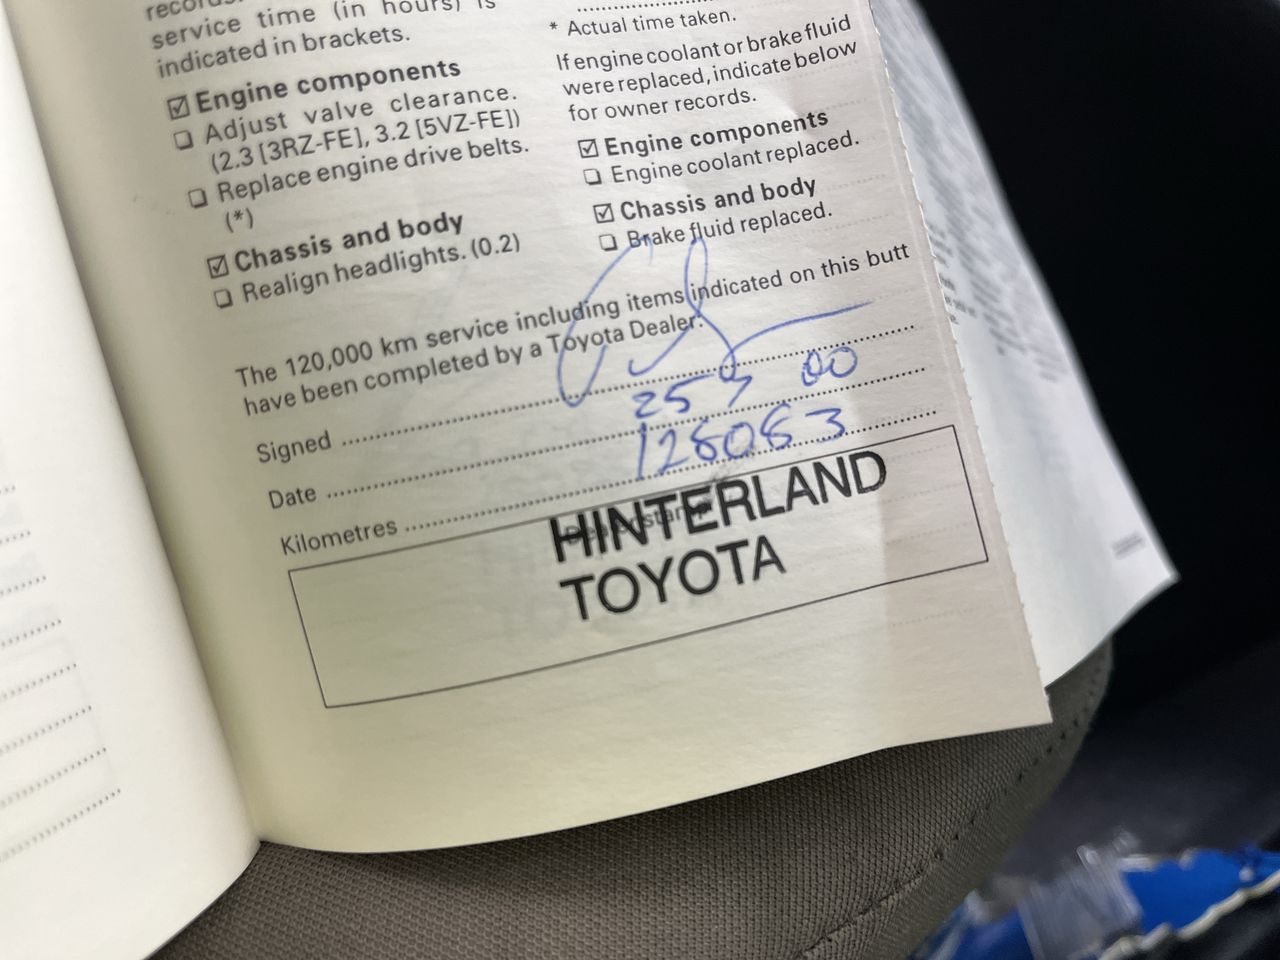 service time (in hours) is
indicated in brackets.
☑ Engine components
❏ Adjust valve clearance.
(2.3 [3RZ-FE], 3.2 [5VZ-FE])
❏ Replace engine drive belts.
(*)
☑ Chassis and body
❏ Realign headlights. (0.2)
* Actual time taken.
If engine coolant or brake fluid
were replaced, indicate below
for owner records.
☑ Engine components
❏ Engine coolant replaced.
☑ Chassis and body
❏ Brake fluid replaced.
The 120,000 km service including items indicated on this butt
have been completed by a Toyota Dealer.
Signed
Date 25 00
Kilometres
Dealer stamp
HINTERLAND
TOYOTA